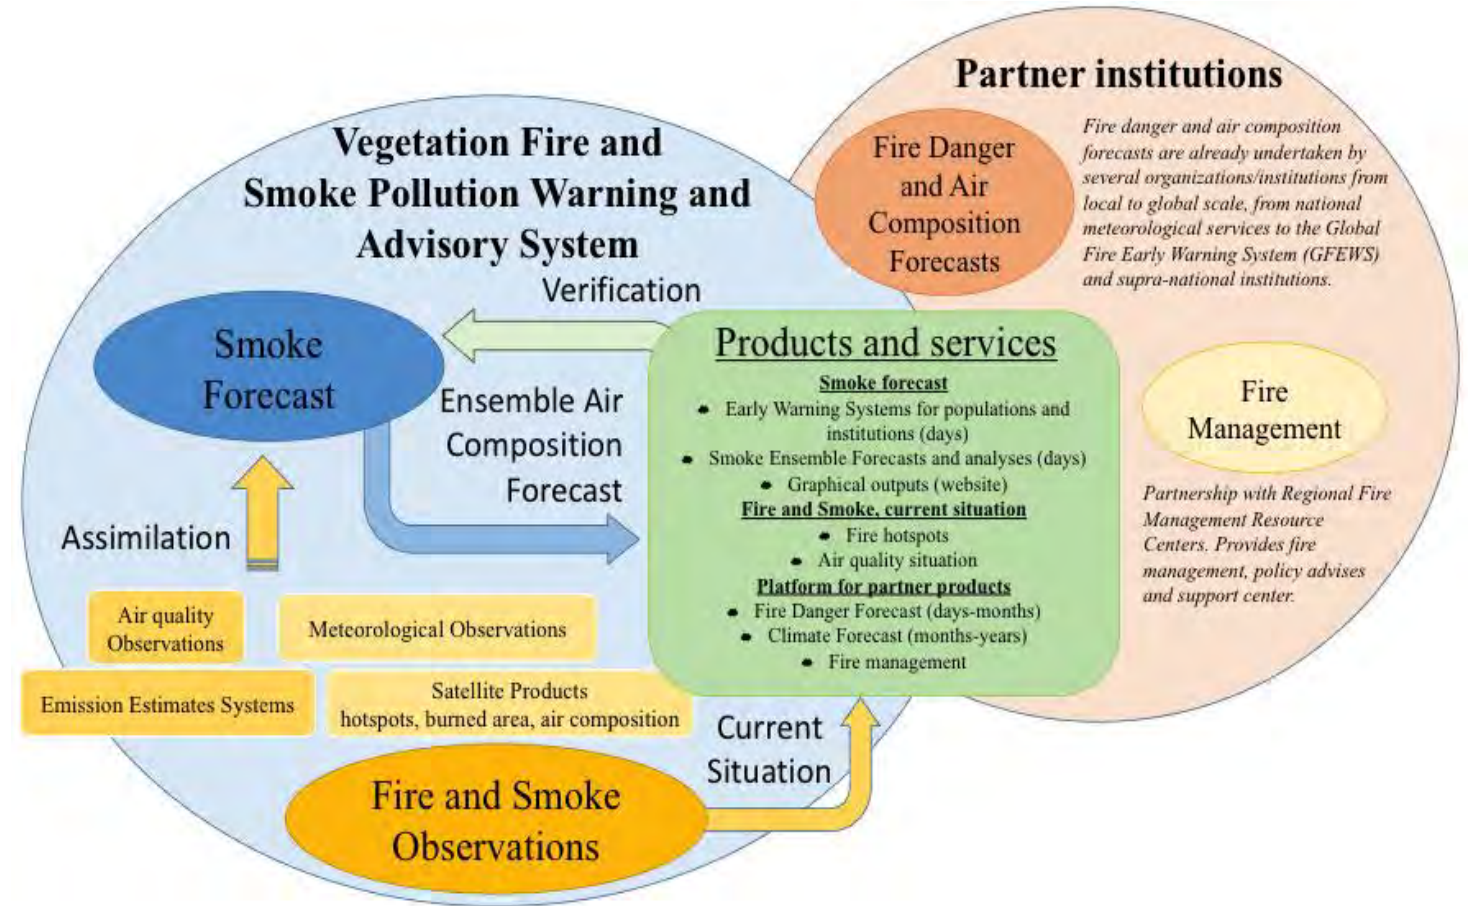 Partner institutions
Vegetation Fire and
Smoke Pollution Warning and
Advisory System
Fire Danger
and Air
Composition
Forecasts
Fire danger and air composition
forecasts are already undertaken by
several organizations/institutions from
local to global scale, from national
meteorological services to the Global
Fire Early Warning System (GFEWS)
and supra-national institutions.
Verification
Smoke
Forecast
Ensemble Air
Composition
Forecast
Products and services
Smoke forecast
Early Warning Systems for populations and
institutions (days)
Smoke Ensemble Forecasts and analyses (days)
Graphical outputs (website)
Fire and Smoke, current situation
Fire hotspots
Air quality situation
Platform for partner products
Fire Danger Forecast (days-months)
Climate Forecast (months-years)
Fire management
Fire
Management
Partnership with Regional Fire
Management Resource
Centers. Provides fire
management, policy advises
and support center.
Assimilation
Air quality
Observations
Meteorological Observations
Emission Estimates Systems
Satellite Products
hotspots, burned area, air composition
Current
Situation
Fire and Smoke
Observations